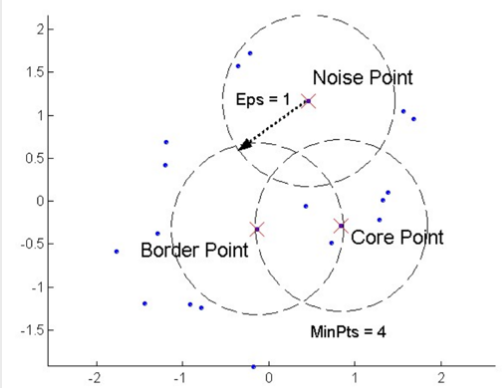 2
1.5
Noise Point
Eps = 1
1
0.5
0
Border Point
Core Point
-0.5
-1
MinPts = 4
-1.5
-2 -1 0 1 2